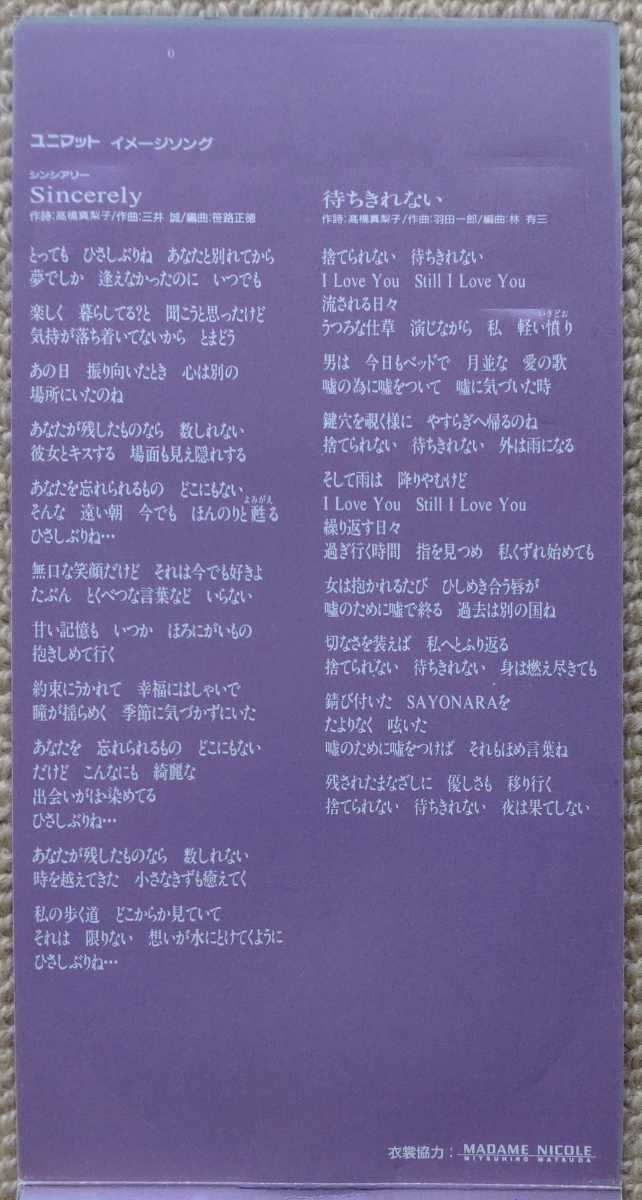 ユニマット イメージソング
シンシアリー
Sincerely
作詩:高橋真梨子/作曲:三井 誠/編曲:笹路正徳
とっても ひさしぶりね あなたと別れてから
夢でしか 逢えなかったのに いつでも
楽しく 暮らしてる?と 聞こうと思ったけど
気持が落ち着いてないから とまどう
あの日 振り向いたとき 心は別の
場所にいたのね
あなたが残したものなら 数しれない
彼女とキスする 場面も見え隠れする
あなたを忘れられるもの どこにもない
そんな 遠い朝 今でも ほんのりと甦る
よみがえ
ひさしぶりね…
無口な笑顔だけど それは今でも好きよ
たぶん とくべつな言葉など いらない
甘い記憶も いつか ほろにがいもの
抱きしめて行く
約束にうかれて 幸福にはしゃいで
瞳が揺らめく 季節に気づかずにいた
あなたを 忘れられるもの どこにもない
だけど こんなにも 綺麗な
出会いがほゝ染めてる
ひさしぶりね…
あなたが残したものなら 数しれない
時を越えてきた 小さなきずも癒えてく
私の歩く道 どこからか見ていて
それは 限りない 想いが水にとけてくように
ひさしぶりね…
待ちきれない
作詩:高橋真梨子/作曲:羽田一郎/編曲:林 有三
捨てられない 待ちきれない
I Love You Still I Love You
流される日々
いきどお
うつろな仕草 演じながら 私 軽い憤り
男は 今日もベッドで 月並な 愛の歌
嘘の為に嘘をついて 嘘に気づいた時
鍵穴を覗く様に やすらぎへ帰るのね
捨てられない 待ちきれない 外は雨になる
そして雨は 降りやむけど
I Love You Still I Love You
繰り返す日々
過ぎ行く時間 指を見つめ 私くずれ始めても
女は抱かれるたび ひしめき合う唇が
嘘のために嘘で終る 過去は別の国ね
切なさを装えば 私へとふり返る
捨てられない 待ちきれない 身は燃え尽きても
錆び付いた SAYONARAを
たよりなく 呟いた
嘘のために嘘をつけば それもほめ言葉ね
残されたまなざしに 優しさも 移り行く
捨てられない 待ちきれない 夜は果てしない
衣裳協力: MADAME NICOLE
MITSUHIRO MATSUDA